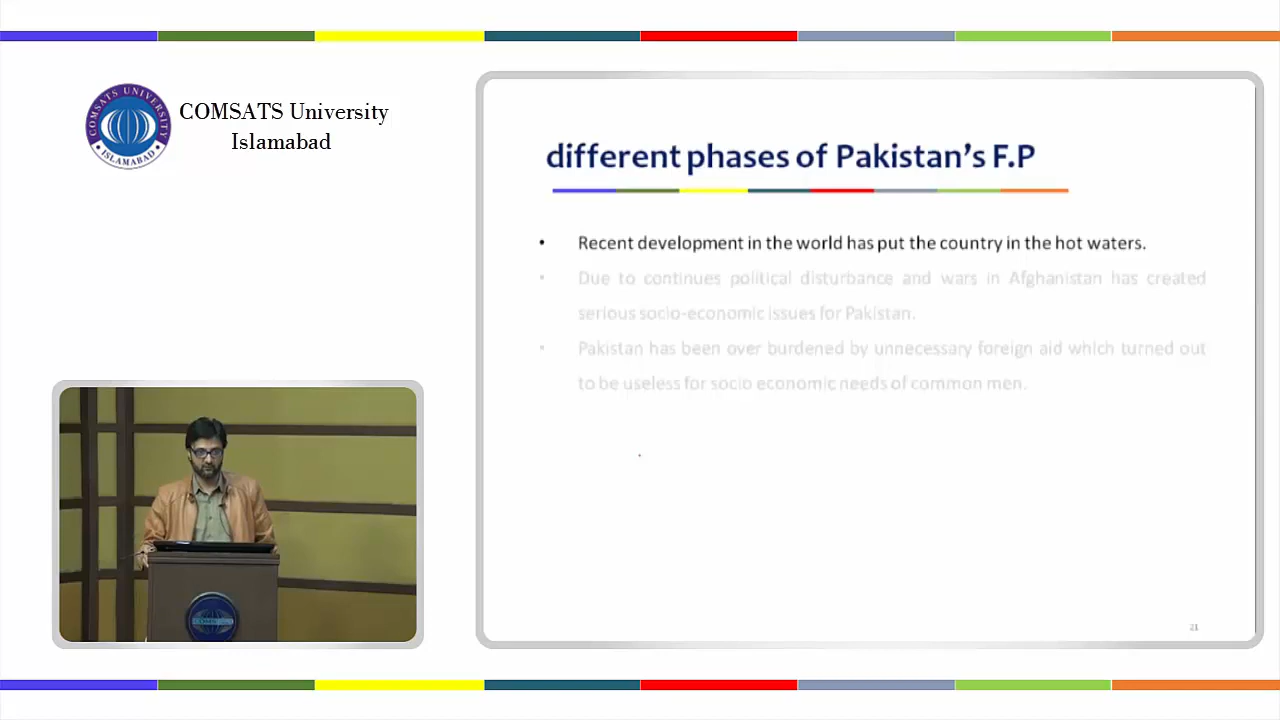 COMSATS UNIVERSITY
ISLAMABAD
COMSATS University
Islamabad
different phases of Pakistan's F.P
• Recent development in the world has put the country in the hot waters.
• Due to continues political disturbance and wars in Afghanistan has created
serious socio-economic issues for Pakistan.
• Pakistan has been over burdened by unnecessary foreign aid which turned out
to be useless for socio economic needs of common men.
21